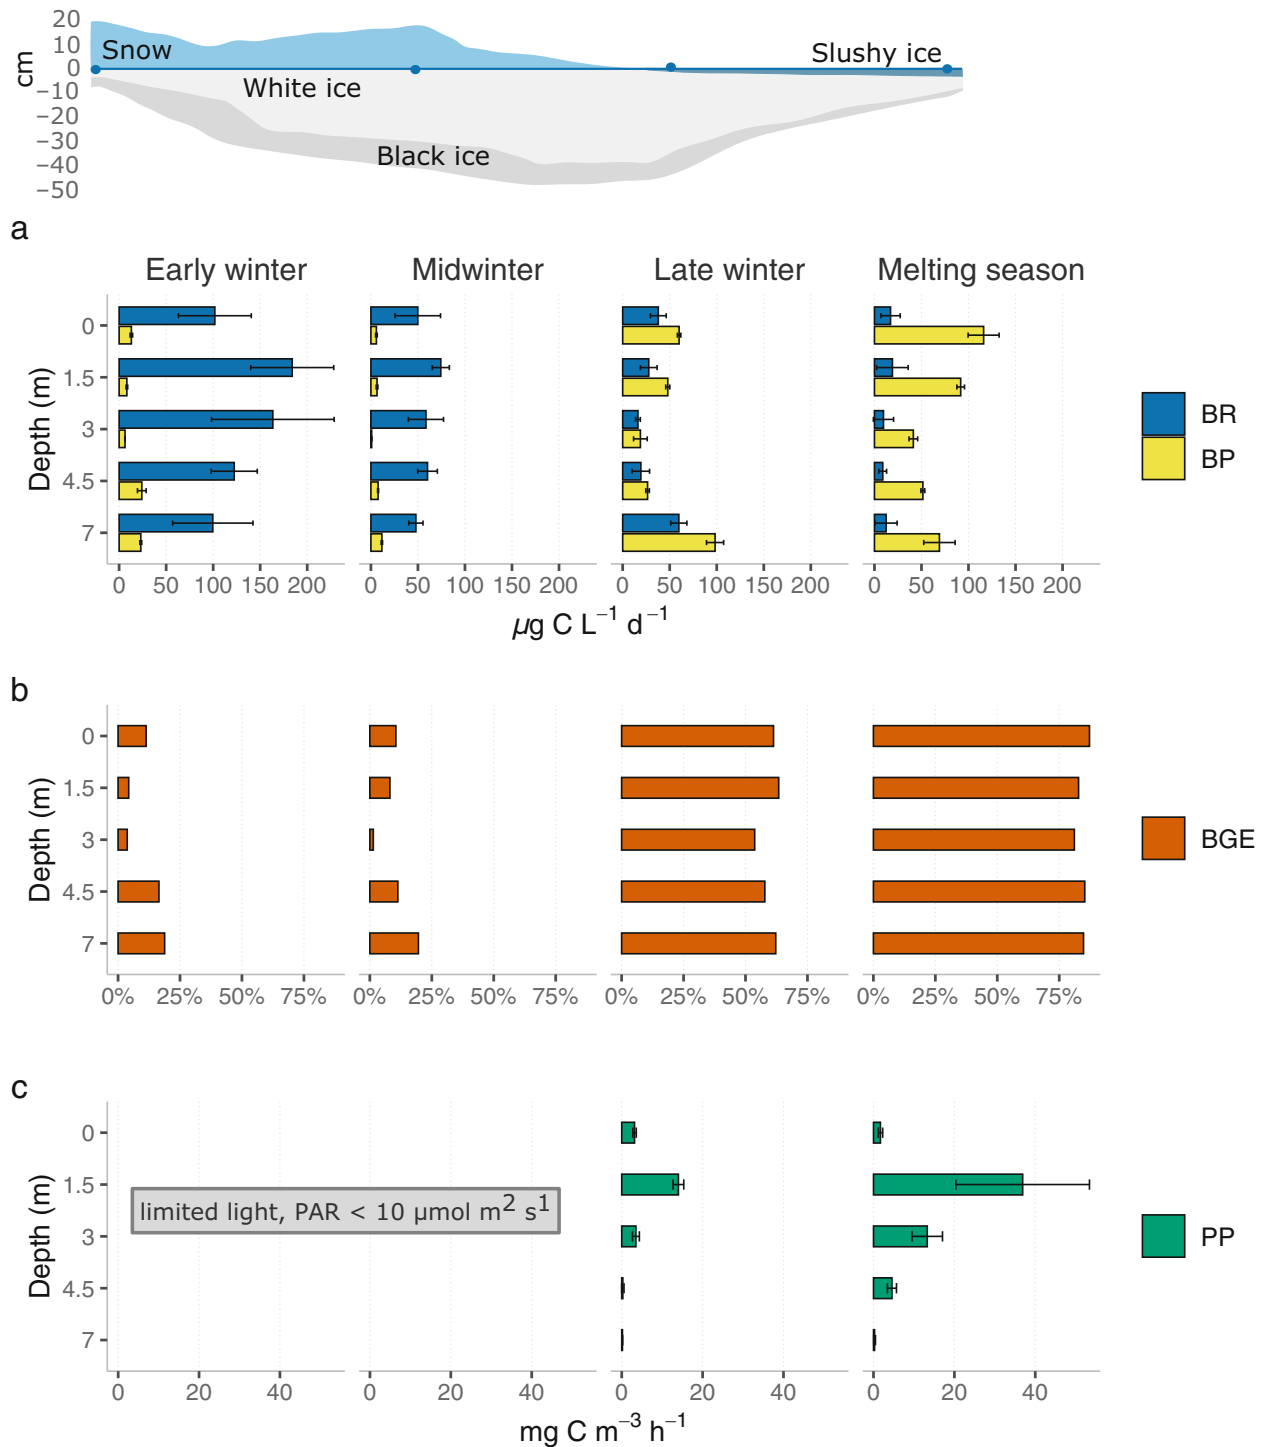 20
10
0
−10
−20
−30
−40
−50
cm
Snow
Slushy ice
White ice
Black ice
a
Early winter Midwinter Late winter Melting season
Depth (m)
0
1.5
3
4.5
7
0 50 100 150 200 0 50 100 150 200 0 50 100 150 200 0 50 100 150 200
µg C L⁻¹ d⁻¹
BR
BP
b
Depth (m)
0
1.5
3
4.5
7
0% 25% 50% 75% 0% 25% 50% 75% 0% 25% 50% 75% 0% 25% 50% 75%
BGE
c
Depth (m)
0
1.5
3
4.5
7
limited light, PAR < 10 µmol m² s¹
0 20 40 0 20 40 0 20 40 0 20 40
mg C m⁻³ h⁻¹
PP